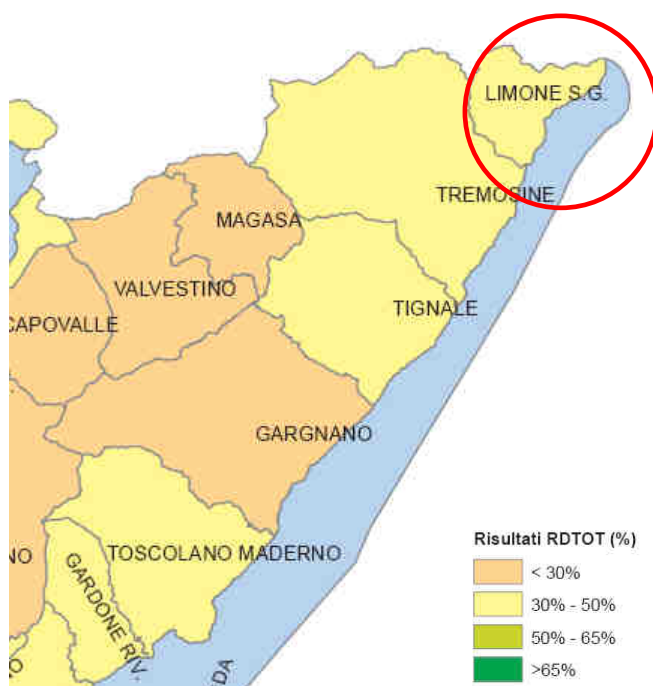 LIMONE S.G.
TREMOSINE
MAGASA
VALVESTINO
TIGNALE
CAPOVALLE
GARGNANO
TOSCOLANO MADERNO
GARDONE RIV.
NO
O
DA
Risultati RDTOT (%)
< 30%
30% - 50%
50% - 65%
>65%